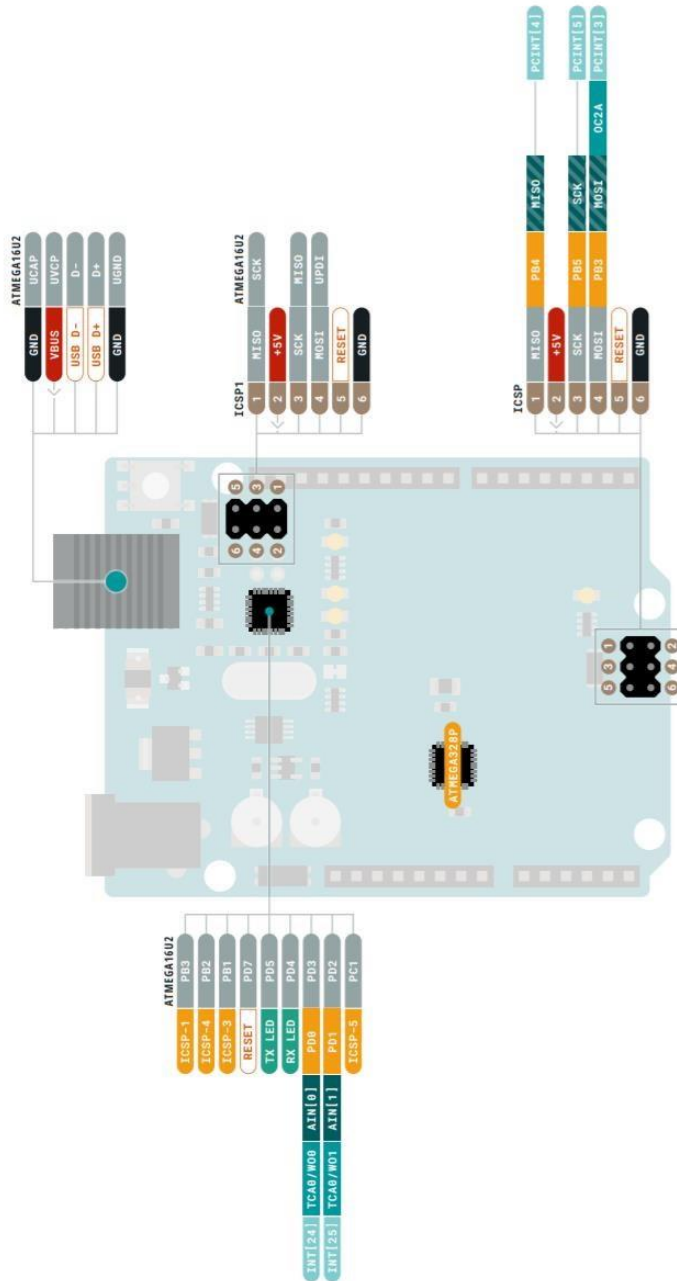 ATMEGA16U2
GND UCAP
VBUS UVCP
USB D- D-
USB D+ D+
GND UGND
ATMEGA16U2
ICSP-1 PB3
ICSP-4 PB2
ICSP-3 PB1
RESET PD7
TX LED PD5
RX LED PD4
INT[24] TCA0/WO0 AIN[0] PD0 PD3
INT[25] TCA0/WO1 AIN[1] PD1 PD2
ICSP-5 PC1
6 5
4 3
2 1
ICSP1 ATMEGA16U2
1 MISO SCK
2 +5V
3 SCK MISO
4 MOSI UPDI
5 RESET
6 GND
ATMEGA328P
5 3 1
6 4 2
ICSP
1 MISO PB4 MISO PCINT[4]
2 +5V
3 SCK PB5 SCK PCINT[5]
4 MOSI PB3 MOSI OC2A PCINT[3]
5 RESET
6 GND